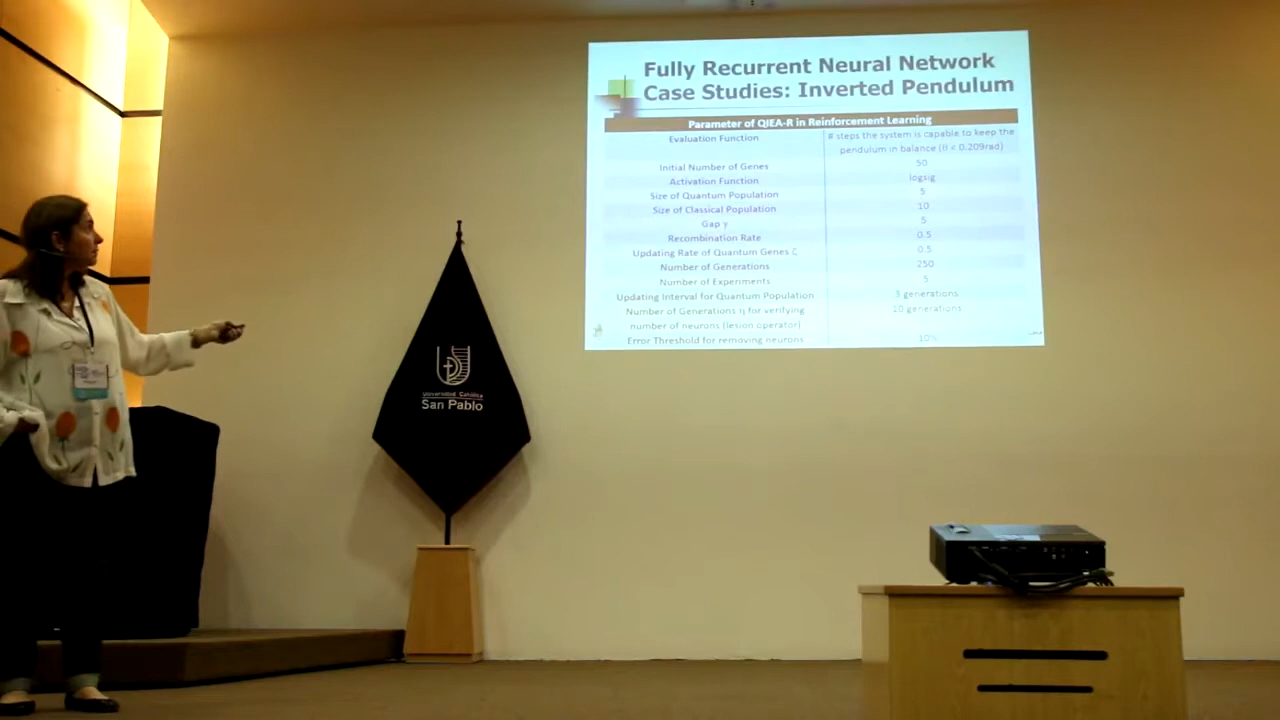 Fully Recurrent Neural Network
Case Studies: Inverted Pendulum
Parameter of QIEA-R in Reinforcement Learning
Evaluation Function
# steps the system is capable to keep the
pendulum in balance (θ < 0.209rad)
Initial Number of Genes 50
Activation Function logsig
Size of Quantum Population 5
Size of Classical Population 10
Gap γ 5
Recombination Rate 0.5
Updating Rate of Quantum Genes ζ 0.5
Number of Generations 250
Number of Experiments 5
Updating Interval for Quantum Population 3 generations
Number of Generations η for verifying 10 generations
number of neurons (lesion operator)
Error Threshold for removing neurons 10%
Universidad Católica
San Pablo